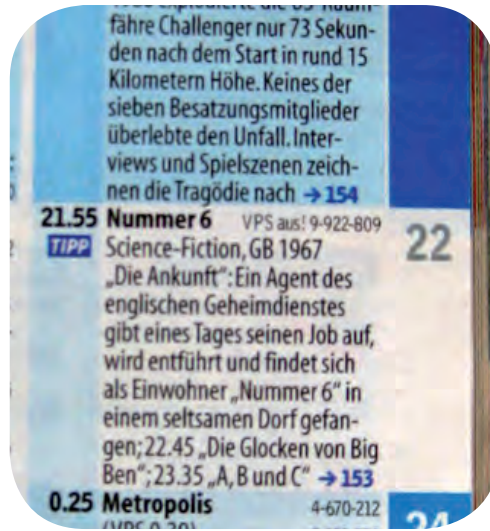 fähre Challenger nur 73 Sekun-
den nach dem Start in rund 15
Kilometern Höhe. Keines der
sieben Besatzungsmitglieder
überlebte den Unfall. Inter-
views und Spielszenen zeich-
nen die Tragödie nach → 154
21.55 Nummer 6 VPS aus! 9-922-809
TIPP Science-Fiction, GB 1967
22
„Die Ankunft“: Ein Agent des
englischen Geheimdienstes
gibt eines Tages seinen Job auf,
wird entführt und findet sich
als Einwohner „Nummer 6“ in
einem seltsamen Dorf gefan-
gen; 22.45 „Die Glocken von Big
Ben“; 23.35 „A, B und C“ → 153
0.25 Metropolis 4-670-212
24